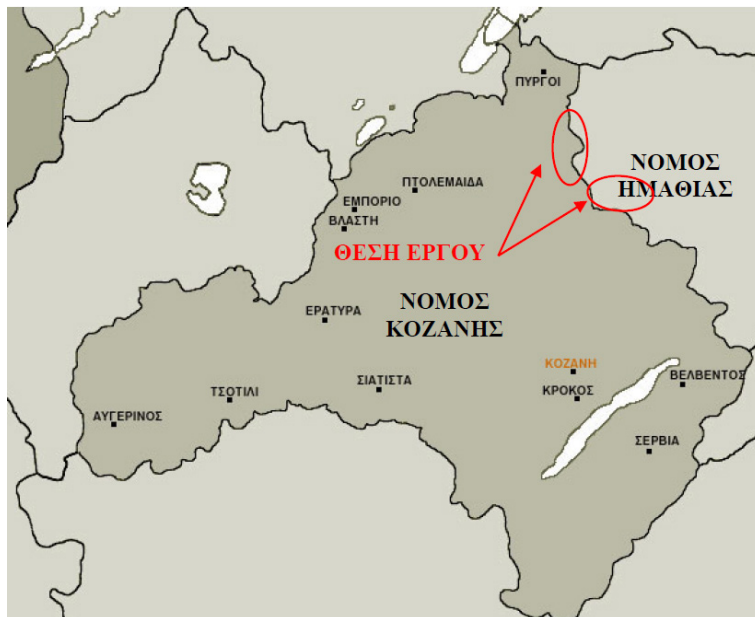 ΠΥΡΓΟΙ
ΝΟΜΟΣ
ΗΜΑΘΙΑΣ
ΠΤΟΛΕΜΑΙΔΑ
ΕΜΠΟΡΙΟ
ΒΛΑΣΤΗ
ΘΕΣΗ ΕΡΓΟΥ
ΝΟΜΟΣ
ΚΟΖΑΝΗΣ
ΕΡΑΤΥΡΑ
ΚΟΖΑΝΗ
ΒΕΛΒΕΝΤΟΣ
ΣΙΑΤΙΣΤΑ
ΚΡΟΚΟΣ
ΤΣΟΤΙΛΙ
ΑΥΓΕΡΙΝΟΣ
ΣΕΡΒΙΑ